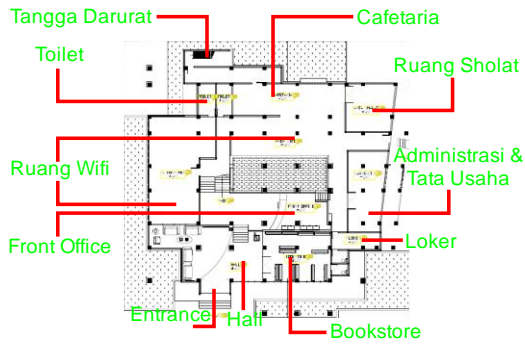 Tangga Darurat
Cafetaria
Toilet
Ruang Sholat
Ruang Wifi
Administrasi &
Tata Usaha
Front Office
Loker
Entrance
Hall
Bookstore